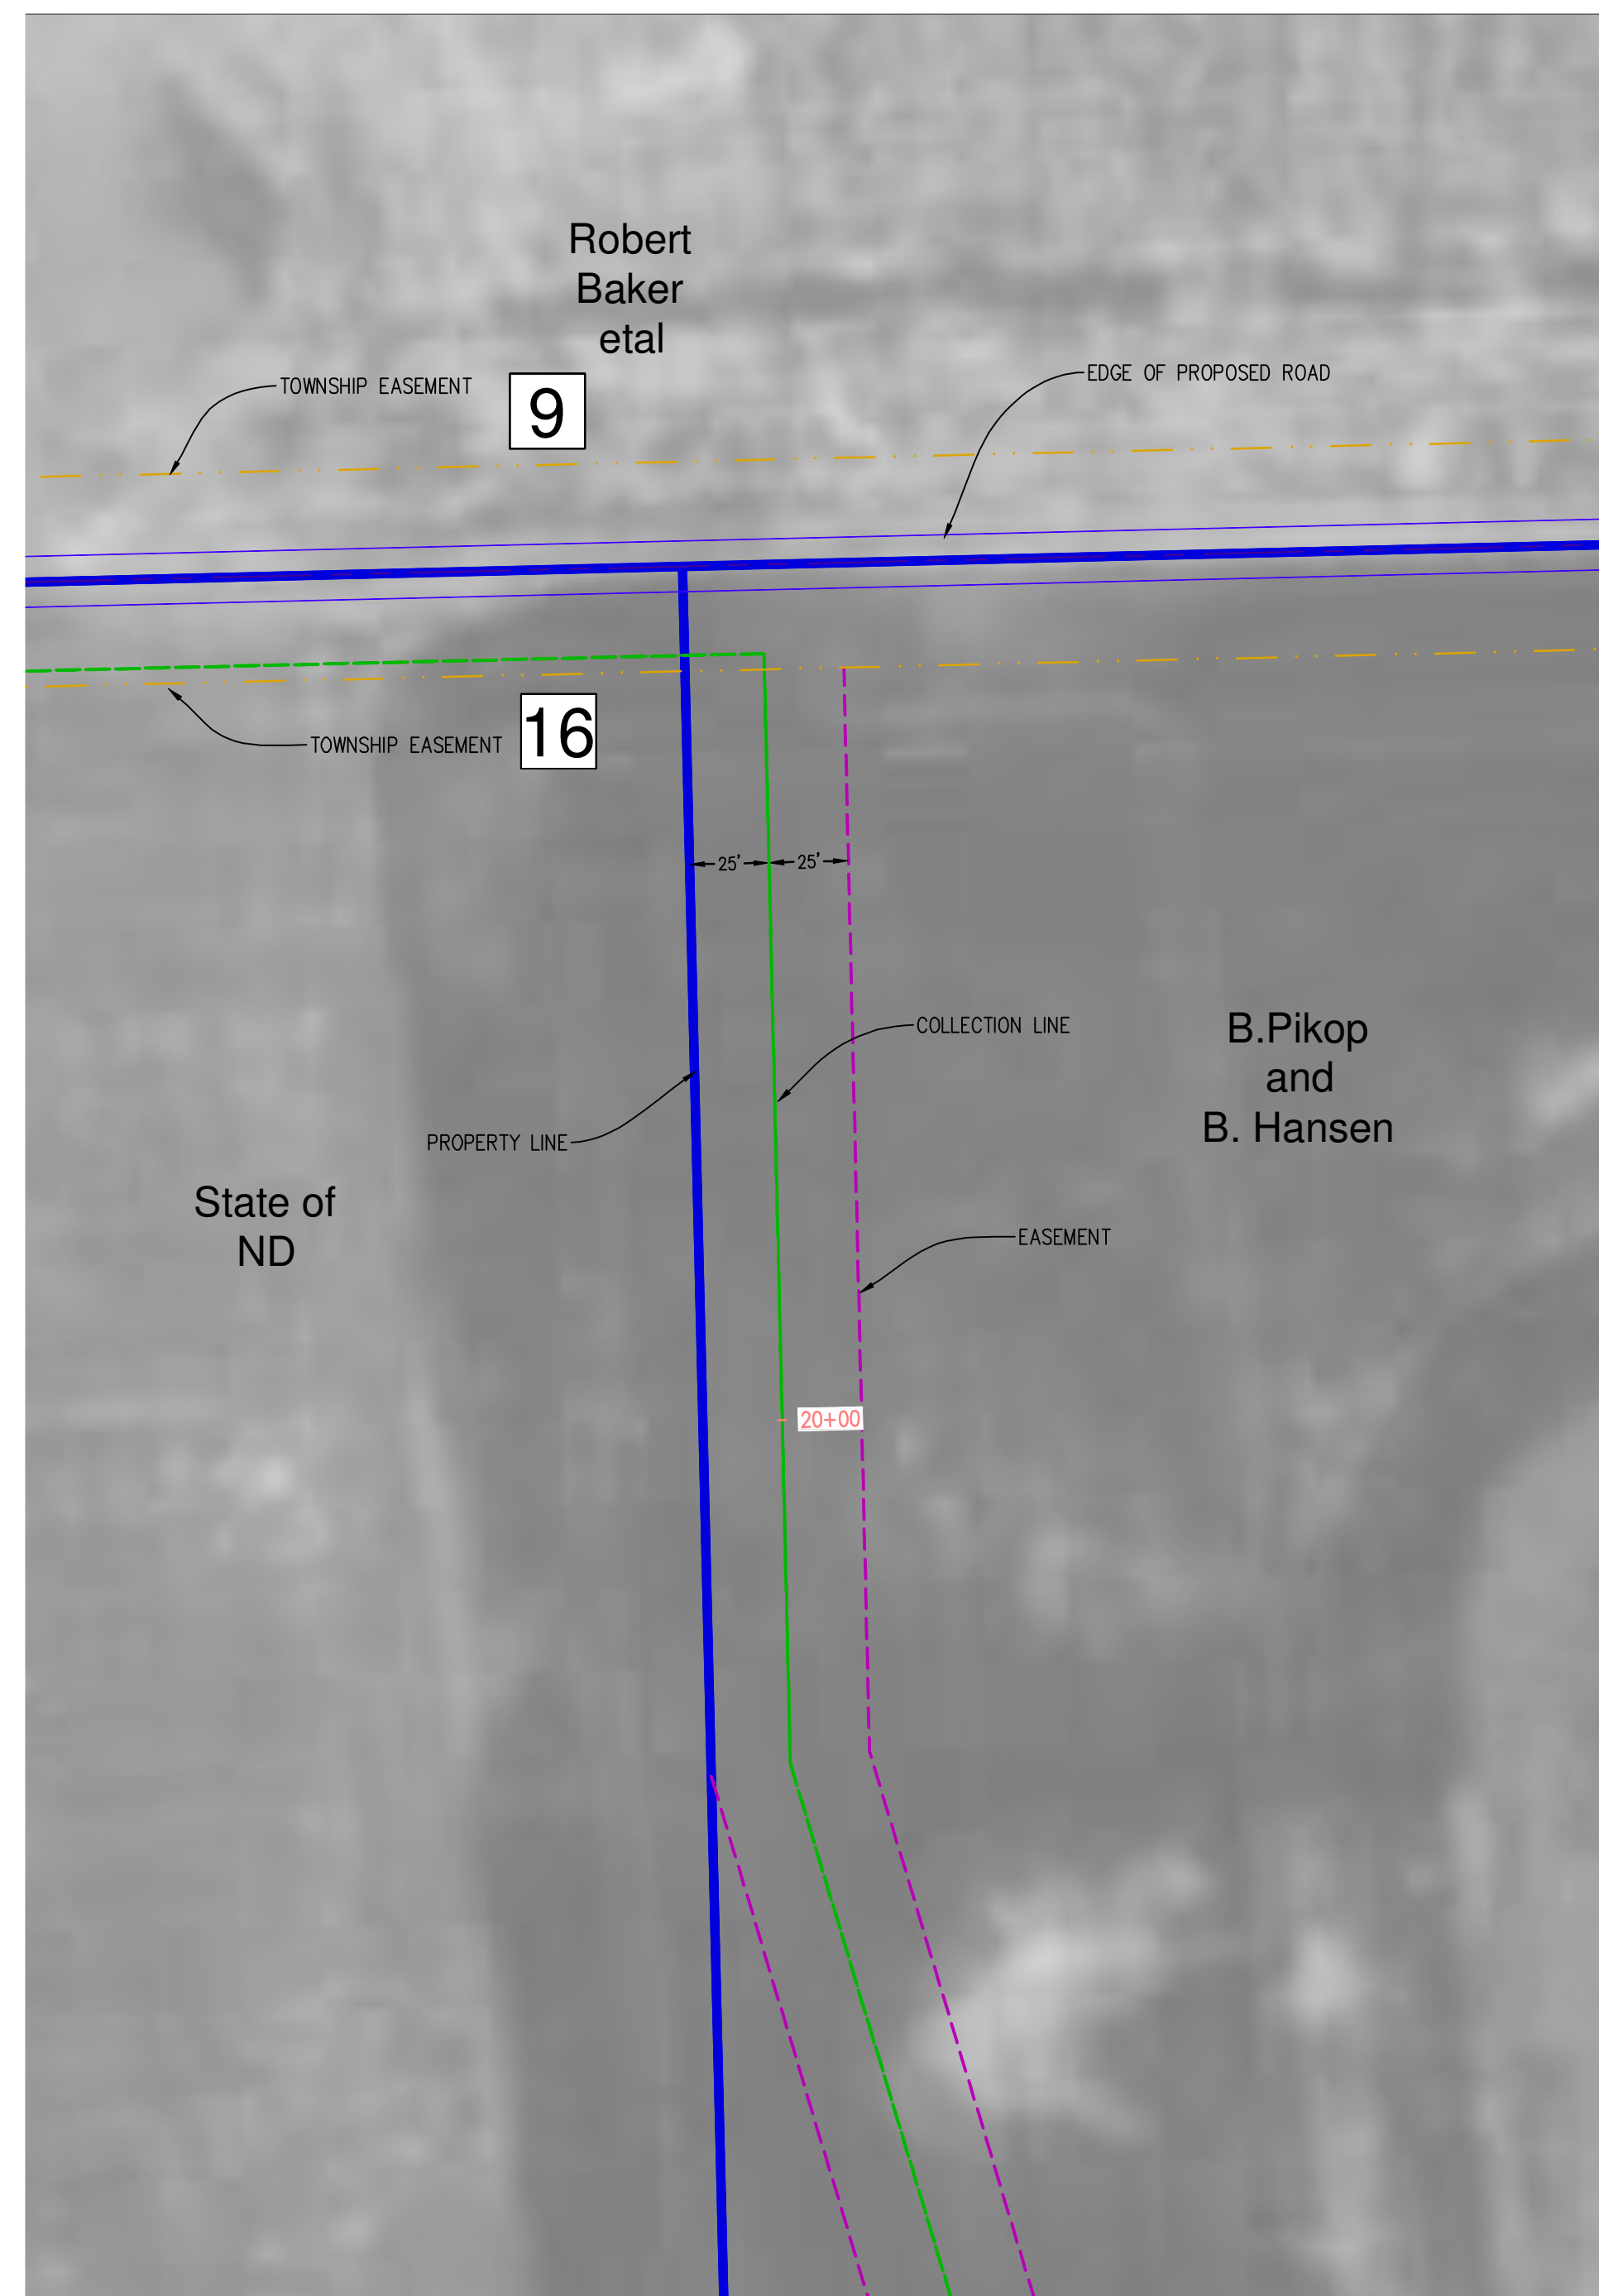 Robert
Baker
etal
EDGE OF PROPOSED ROAD
TOWNSHIP EASEMENT
9
16
TOWNSHIP EASEMENT
25'
25'
COLLECTION LINE
B.Pikop
and
B. Hansen
PROPERTY LINE
State of
ND
EASEMENT
20+00